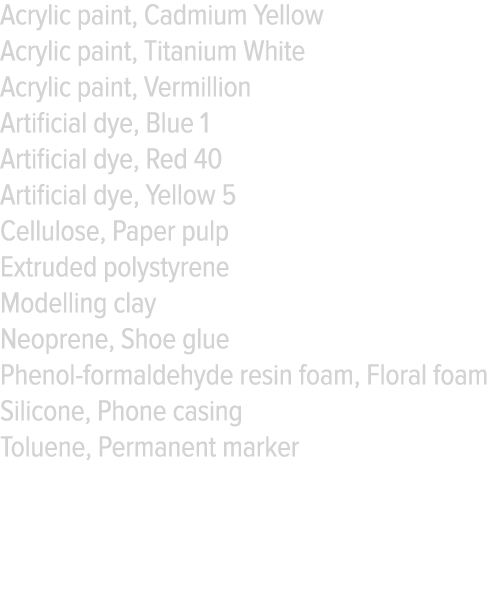 Acrylic paint, Cadmium Yellow
Acrylic paint, Titanium White
Acrylic paint, Vermillion
Artificial dye, Blue 1
Artificial dye, Red 40
Artificial dye, Yellow 5
Cellulose, Paper pulp
Extruded polystyrene
Modelling clay
Neoprene, Shoe glue
Phenol-formaldehyde resin foam, Floral foam
Silicone, Phone casing
Toluene, Permanent marker